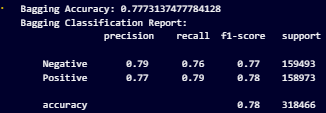 Bagging Accuracy: 0.7773137477784128
Bagging Classification Report:
precision recall f1-score support
Negative 0.79 0.76 0.77 159493
Positive 0.77 0.79 0.78 158973
accuracy 0.78 318466